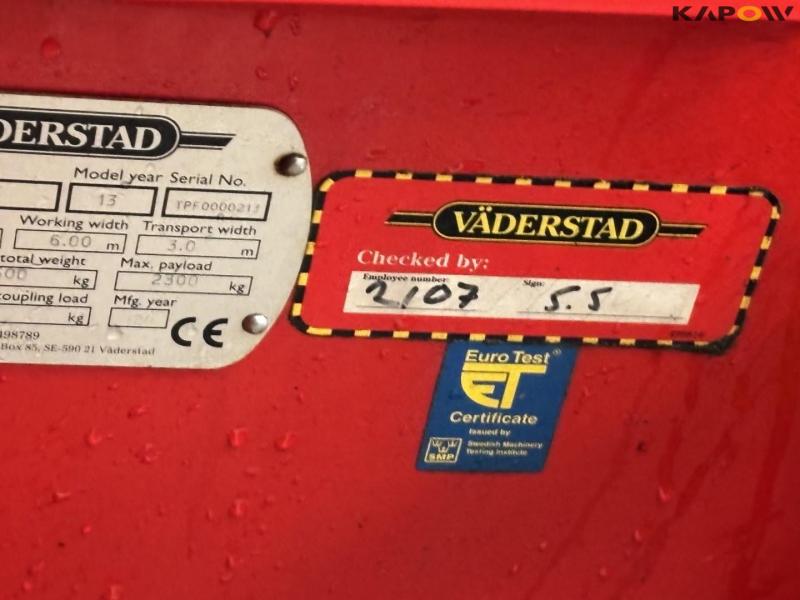 KAPOW
DERSTAD
Model year Serial No.
13
Working width Transport width
6.00 m 3.0 m
total weight Max. payload
kg 2300 kg
coupling load Mfg. year
kg
CE
498789
Box 85, SE-590 21 Väderstad
VÄDERSTAD
Checked by:
Employee number Sign:
2107 S.S
Euro Test®
ET
Certificate
Issued by
SMP
Swedish Machinery
Testing Institute